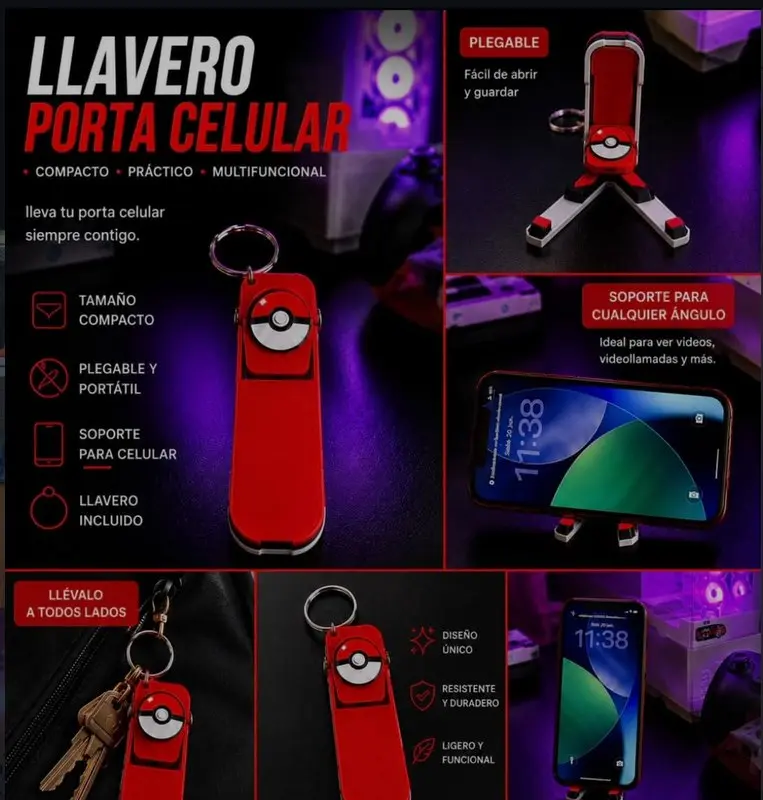 LLAVERO
PORTA CELULAR
• COMPACTO • PRÁCTICO • MULTIFUNCIONAL
lleva tu porta celular
siempre contigo.
TAMAÑO
COMPACTO
PLEGABLE Y
PORTÁTIL
SOPORTE
PARA CELULAR
LLAVERO
INCLUIDO
PLEGABLE
Fácil de abrir
y guardar
SOPORTE PARA
CUALQUIER ÁNGULO
Ideal para ver videos,
videollamadas y más.
11:38
LLÉVALO
A TODOS LADOS
DISEÑO
ÚNICO
RESISTENTE
Y DURADERO
LIGERO Y
FUNCIONAL
11:38